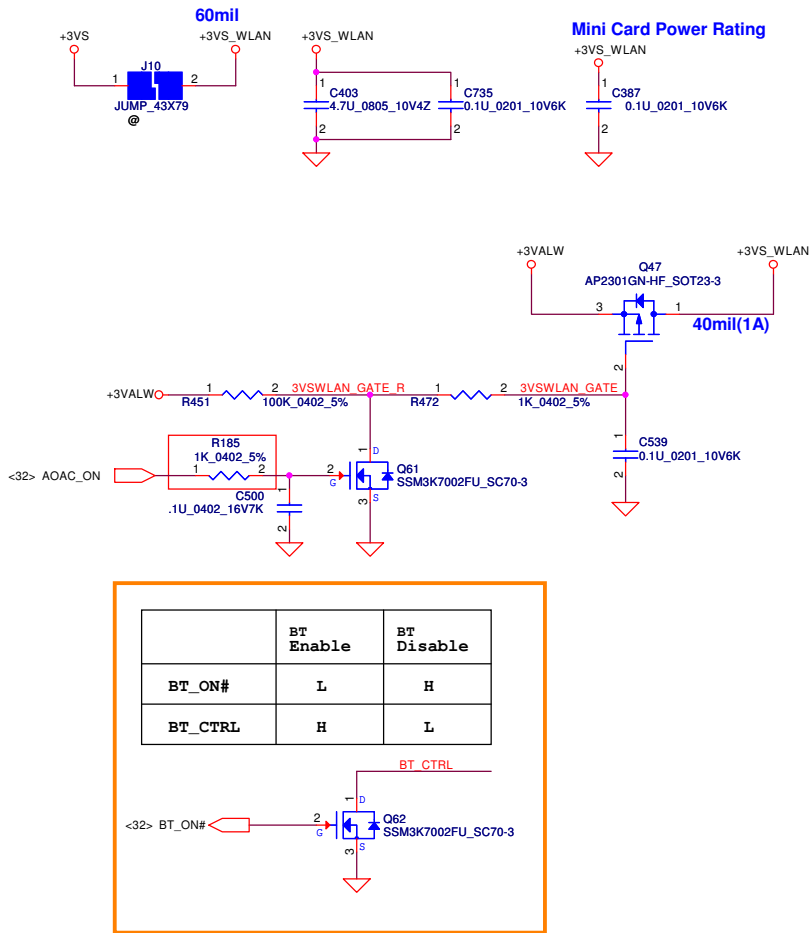 60mil
+3VS
+3VS_WLAN
J10
1
2
JUMP_43X79
@
+3VS_WLAN
1
C403
4.7U_0805_10V4Z
2
1
C735
0.1U_0201_10V6K
2
Mini Card Power Rating
+3VS_WLAN
1
C387
0.1U_0201_10V6K
2
+3VALW
+3VS_WLAN
Q47
AP2301GN-HF_SOT23-3
3
1
40mil(1A)
2
+3VALW
1
2
R451
100K_0402_5%
3VSWLAN_GATE_R
1
2
R472
1K_0402_5%
3VSWLAN_GATE
1
C539
0.1U_0201_10V6K
2
R185
1K_0402_5%
<32> AOAC_ON
1
2
C500
.1U_0402_16V7K
1
2
2
G
1
D
Q61
SSM3K7002FU_SC70-3
3
S
BT Enable
BT Disable
BT_ON#
L
H
BT_CTRL
H
L
BT_CTRL
1
D
<32> BT_ON#
2
G
Q62
SSM3K7002FU_SC70-3
3
S